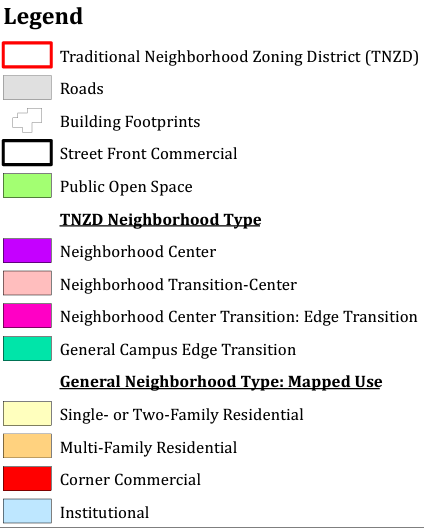 Legend
Traditional Neighborhood Zoning District (TNZD)
Roads
Building Footprints
Street Front Commercial
Public Open Space
TNZD Neighborhood Type
Neighborhood Center
Neighborhood Transition-Center
Neighborhood Center Transition: Edge Transition
General Campus Edge Transition
General Neighborhood Type: Mapped Use
Single- or Two-Family Residential
Multi-Family Residential
Corner Commercial
Institutional